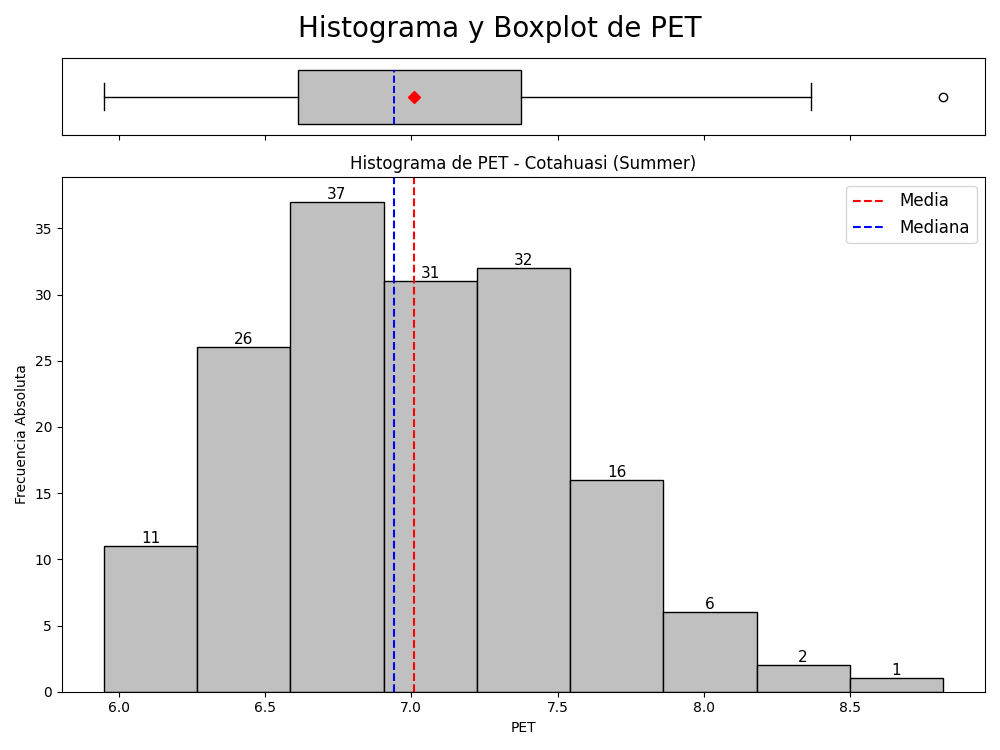 Histograma y Boxplot de PET
Histograma de PET - Cotahuasi (Summer)
Media
Mediana
37
31
32
26
16
11
6
2
1
Frecuencia Absoluta
35
30
25
20
15
10
5
0
6.0 6.5 7.0 7.5 8.0 8.5
PET